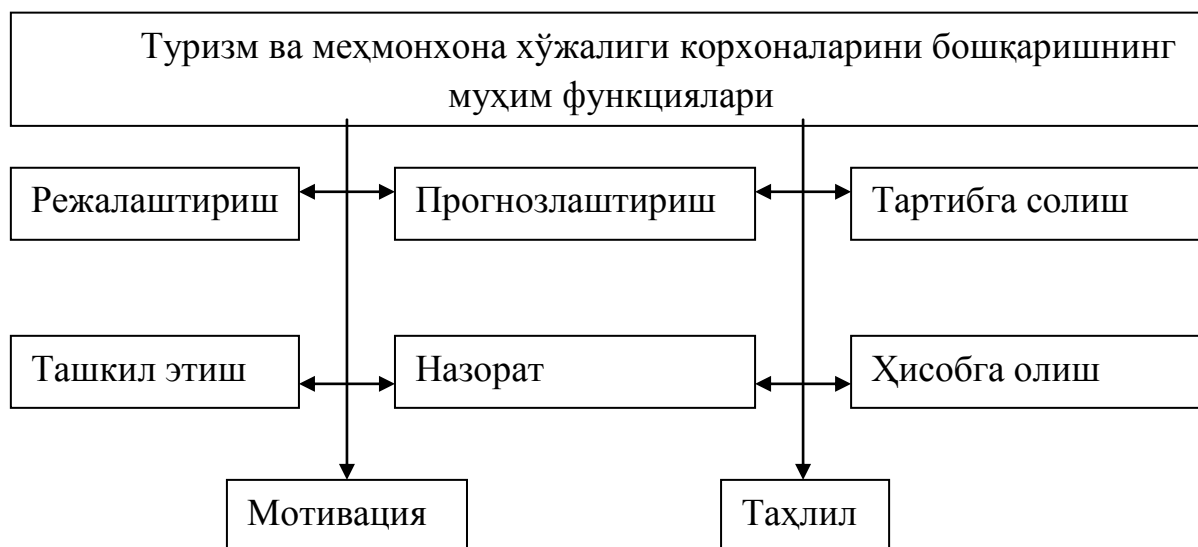 Туризм ва меҳмонхона хўжалиги корхоналарини бошқаришнинг
муҳим функциялари
Режалаштириш
Прогнозлаштириш
Тартибга солиш
Ташкил этиш
Назорат
Ҳисобга олиш
Мотивация
Таҳлил